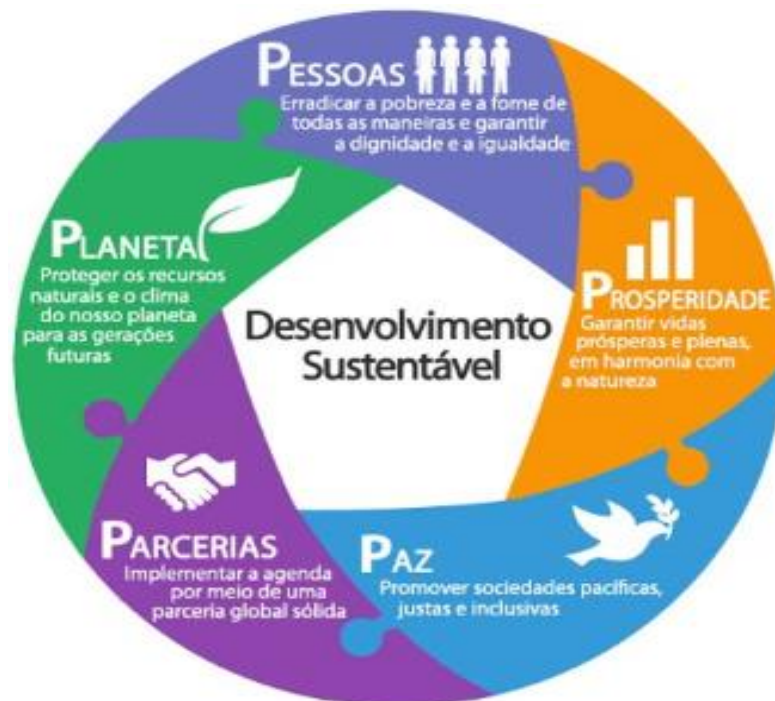 PESSOAS
Erradicar a pobreza e a fome de
todas as maneiras e garantir
a dignidade e a igualdade
PROSPERIDADE
Garantir vidas
prósperas e plenas,
em harmonia com
a natureza
PAZ
Promover sociedades pacíficas,
justas e inclusivas
PARCERIAS
Implementar a agenda
por meio de uma
parceria global sólida
PLANETA
Proteger os recursos
naturais e o clima
do nosso planeta
para as gerações
futuras
Desenvolvimento
Sustentável